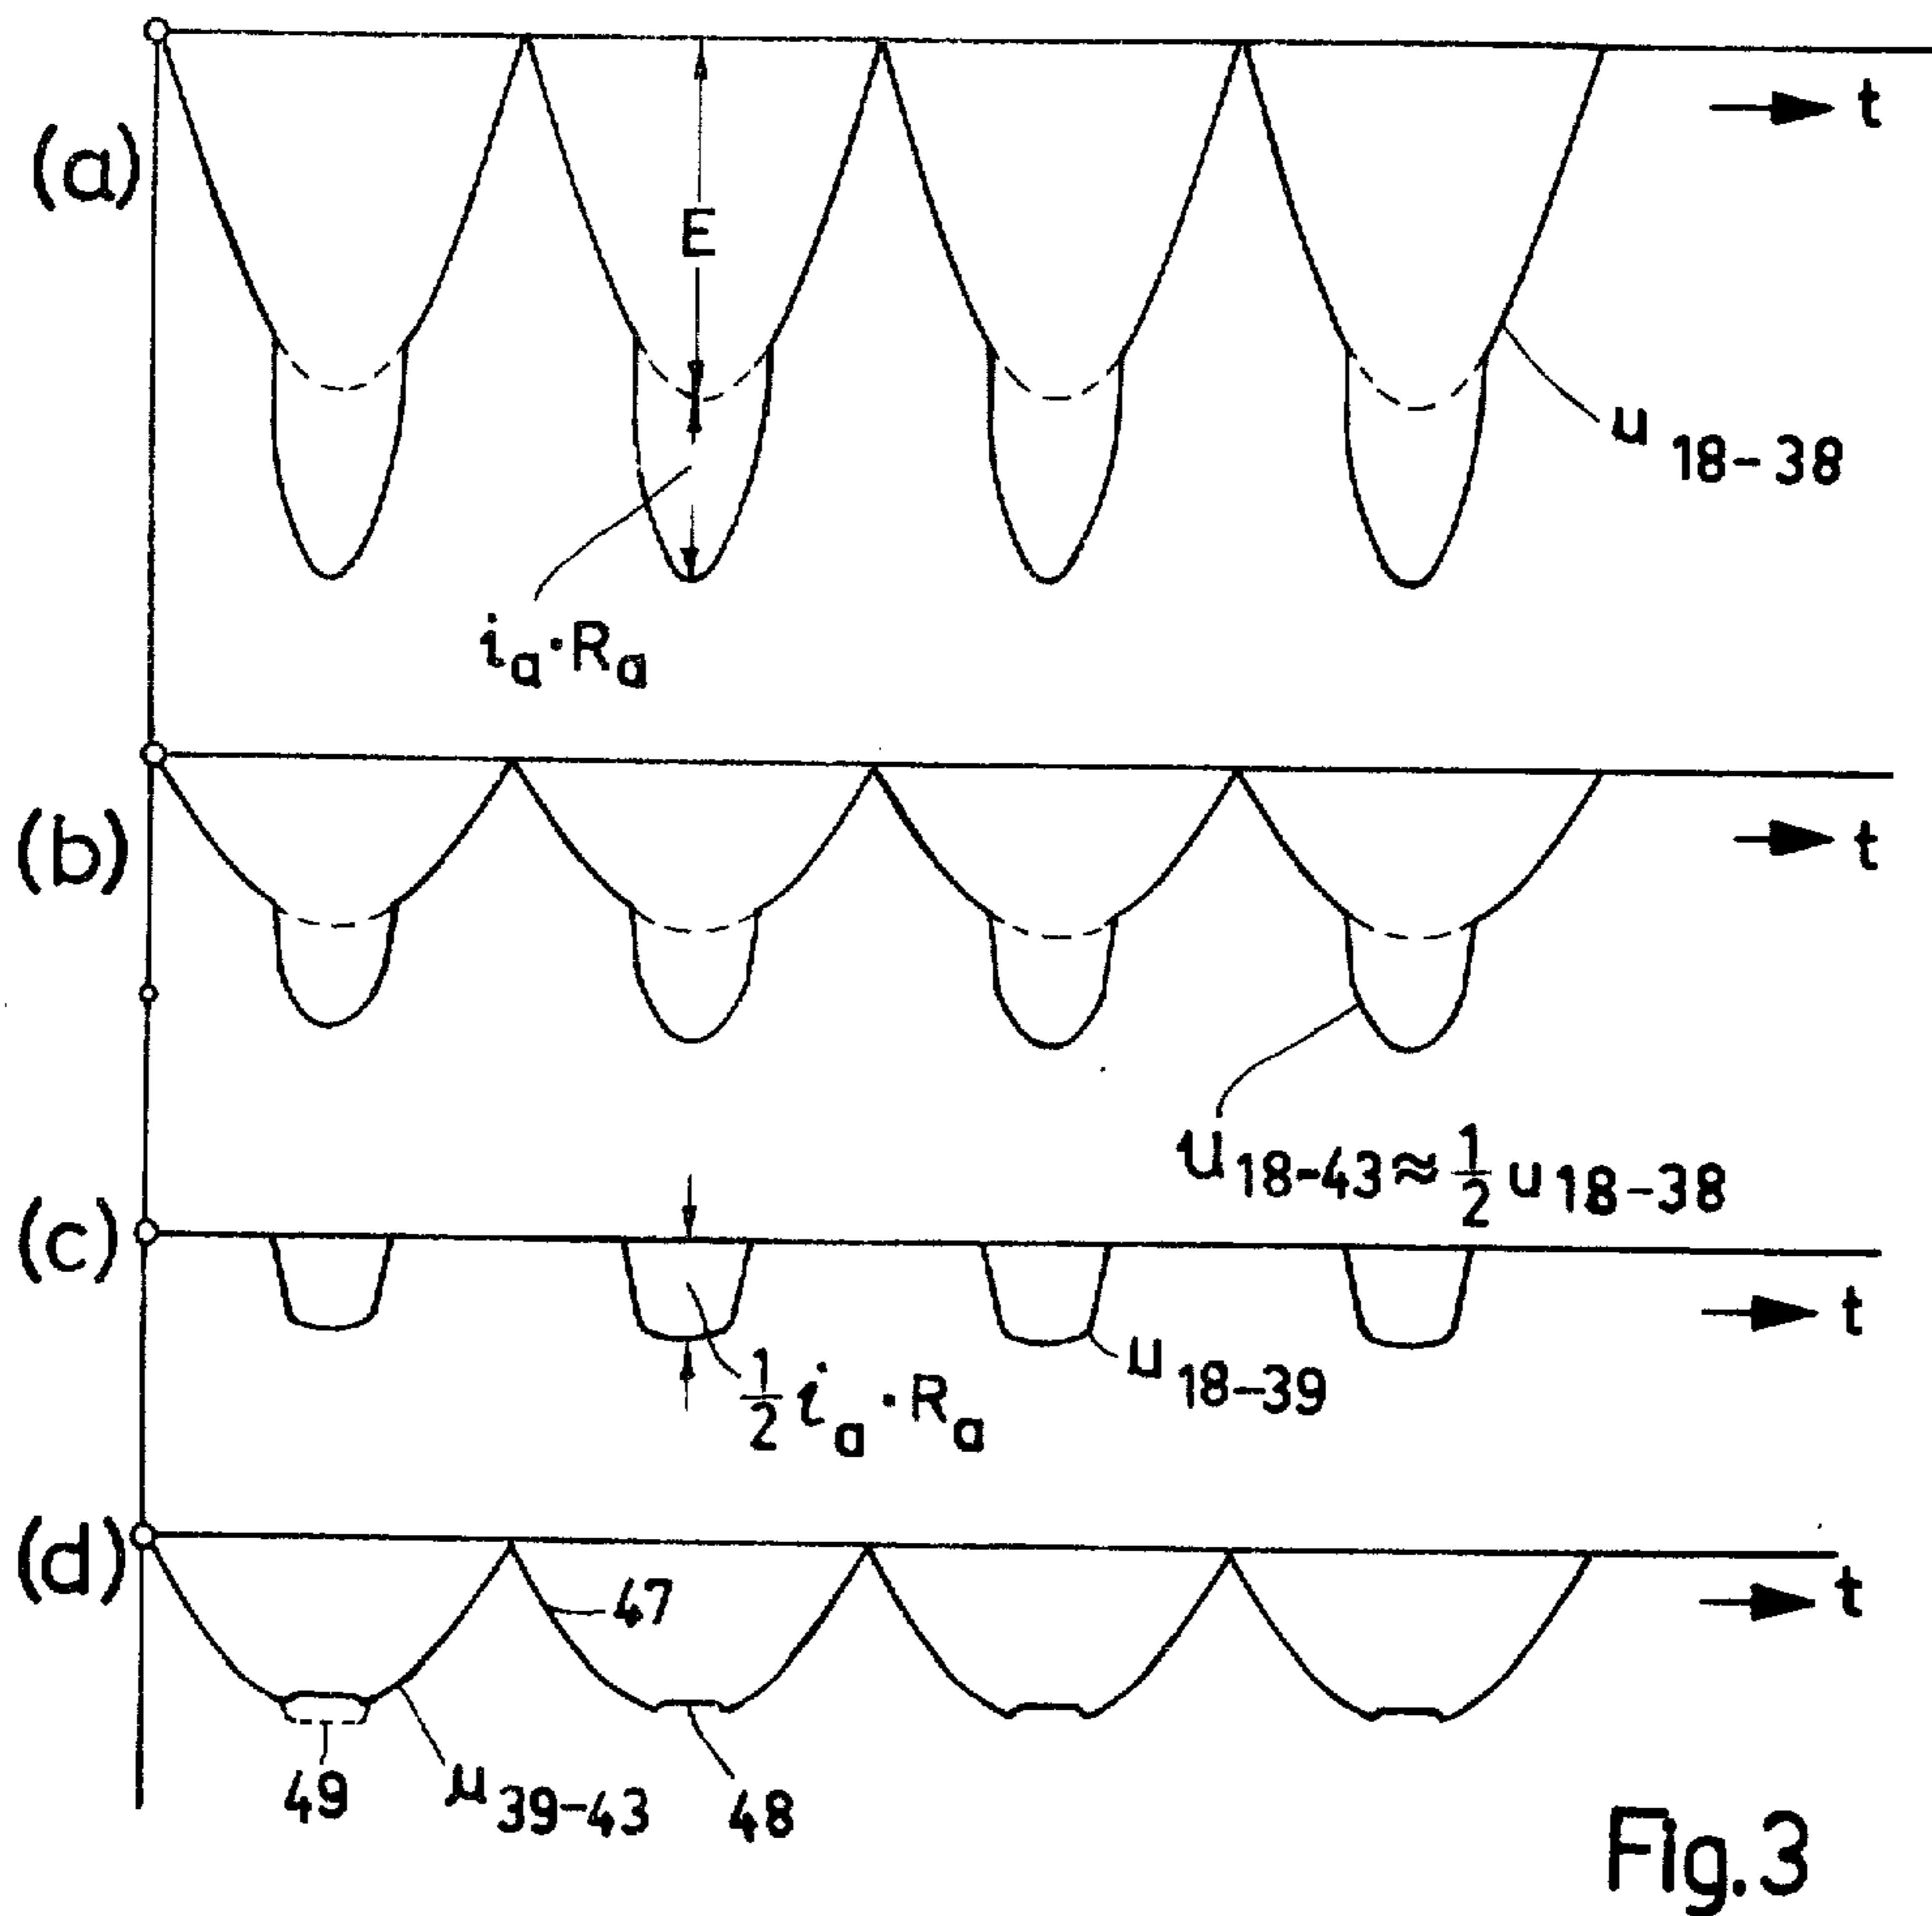 (a)
t
E
u 18-38
i a · R a
(b)
t
u 18-43 ≈ 1/2 u 18-38
(c)
t
1/2 i a · R a
u 18-39
(d)
t
47
49
u 39-43
48
Fig.3